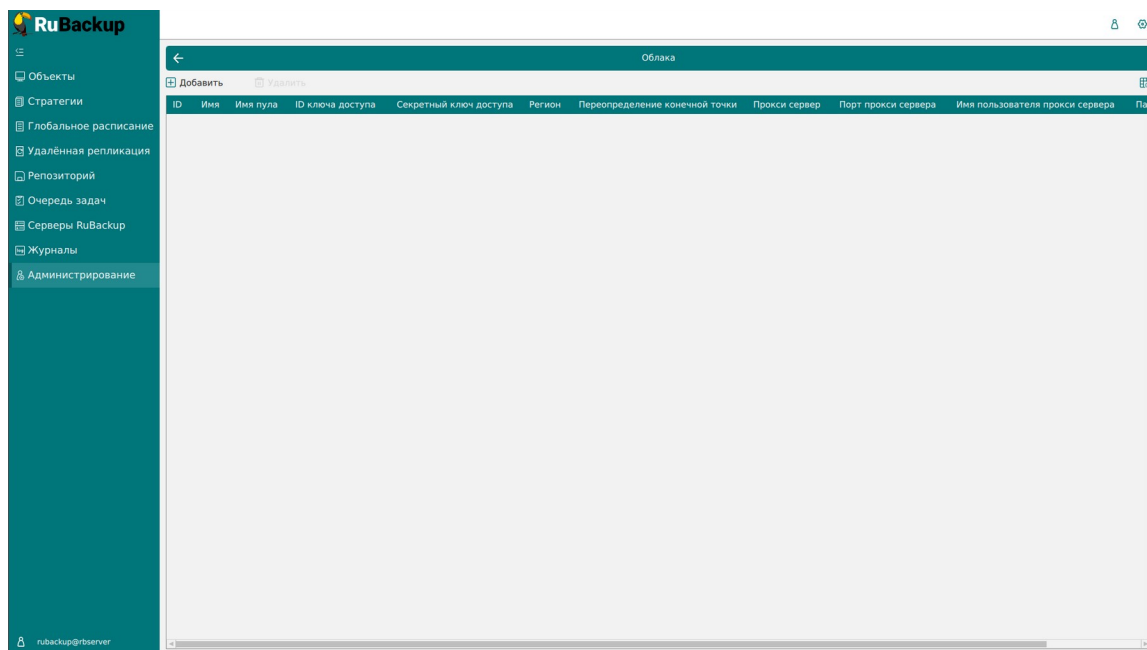 RuBackup
Облака
Объекты
Стратегии
Глобальное расписание
Удалённая репликация
Репозиторий
Очередь задач
Серверы RuBackup
Журналы
Администрирование
Добавить Удалить
ID Имя Имя пула ID ключа доступа Секретный ключ доступа Регион Переопределение конечной точки Прокси сервер Порт прокси сервера Имя пользователя прокси сервера Па
rubackup@rbserver